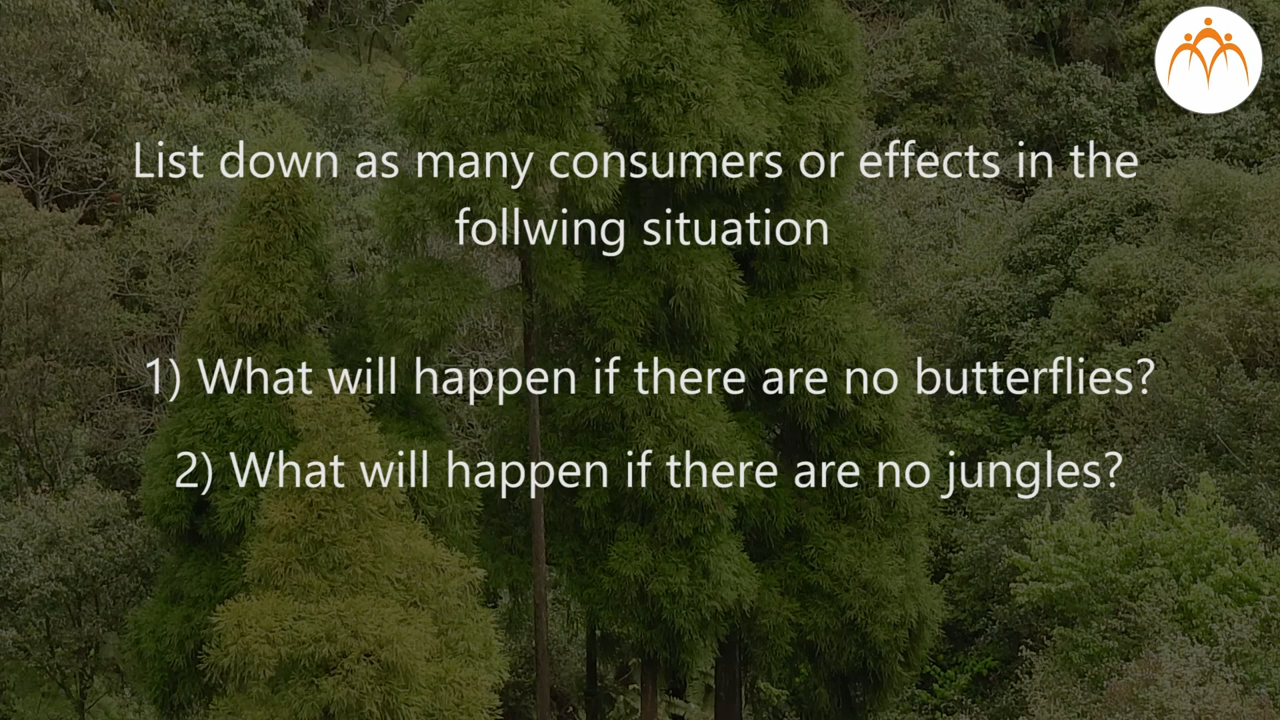 List down as many consumers or effects in the
follwing situation
1) What will happen if there are no butterflies?
2) What will happen if there are no jungles?